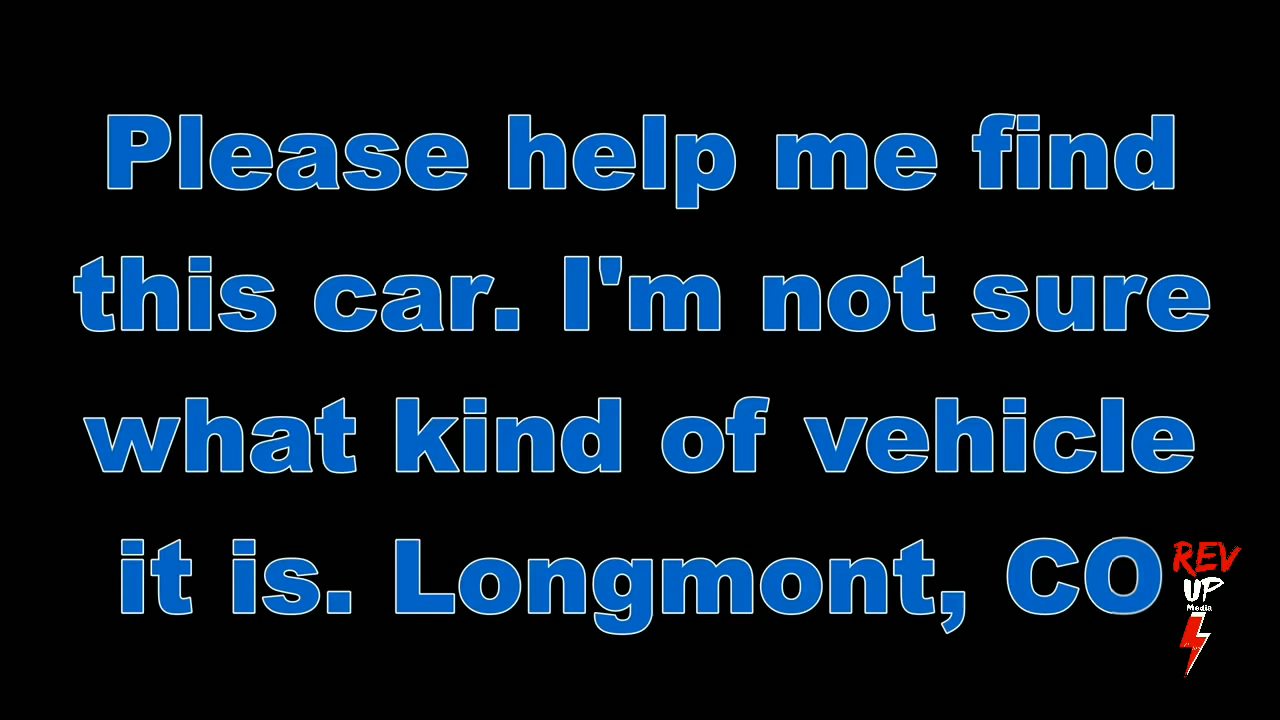 Please help me find
this car. I'm not sure
what kind of vehicle
it is. Longmont, CO
REV
UP
Media